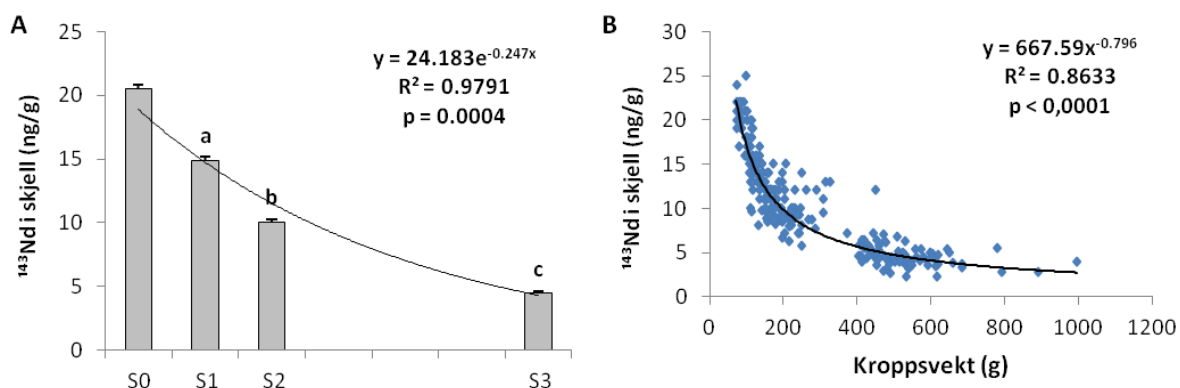 A
25
20
15
10
5
0
¹⁴³Nd i skjell (ng/g)
y = 24.183e⁻⁰·²⁴⁷ˣ
R² = 0.9791
p = 0.0004
a
b
c
S0 S1 S2 S3
B
30
25
20
15
10
5
0
¹⁴³Nd i skjell (ng/g)
y = 667.59x⁻⁰·⁷⁹⁶
R² = 0.8633
p < 0,0001
0 200 400 600 800 1000 1200
Kroppsvekt (g)